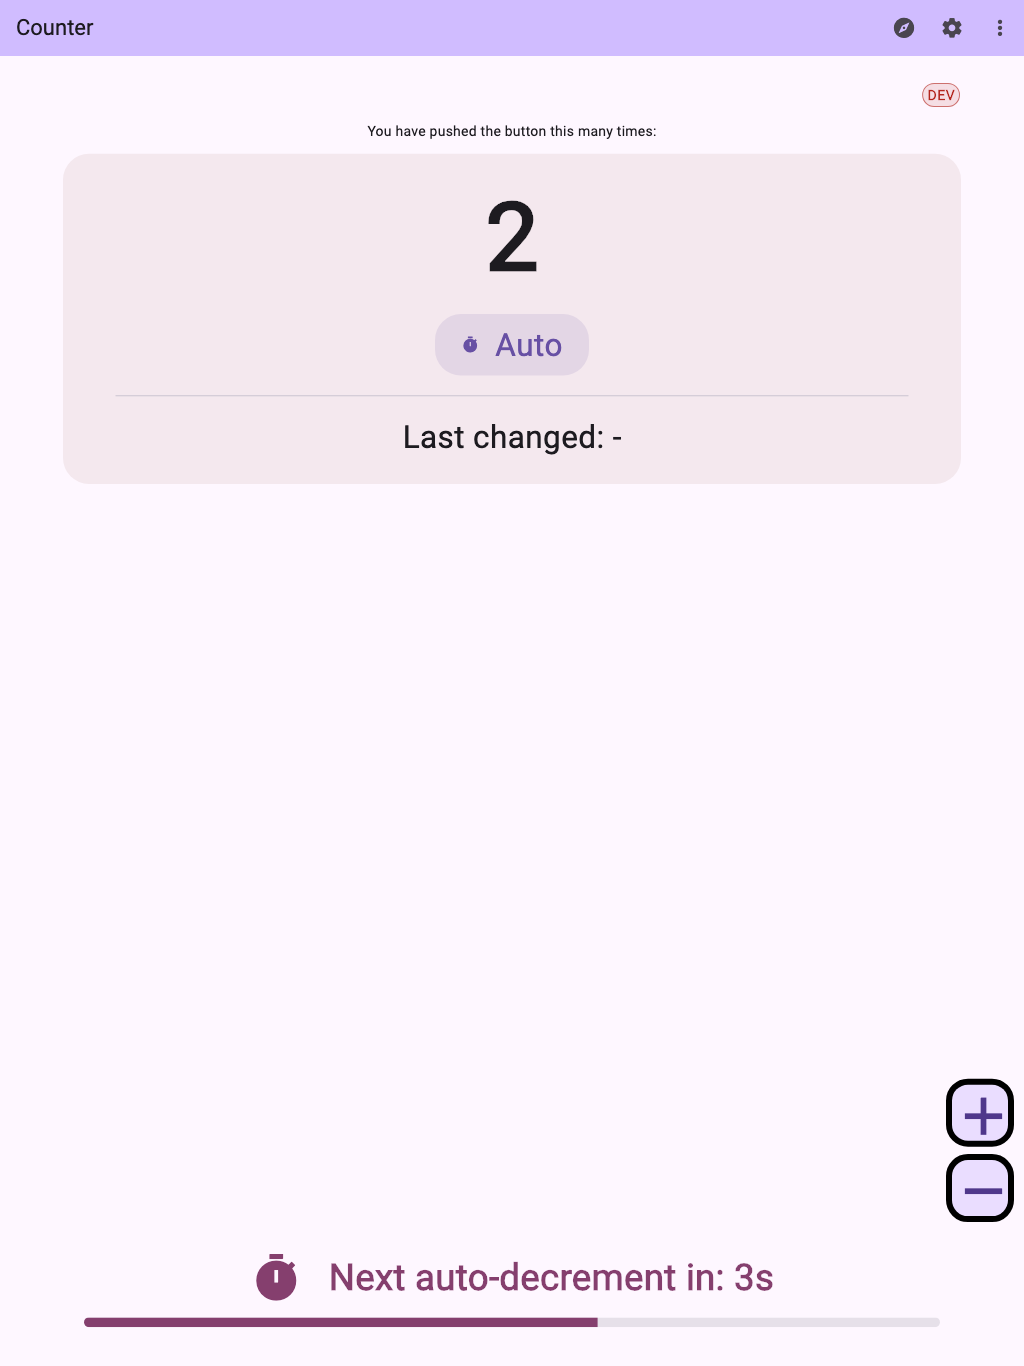 Counter
DEV
You have pushed the button this many times:
2
Auto
Last changed: -
Next auto-decrement in: 3s